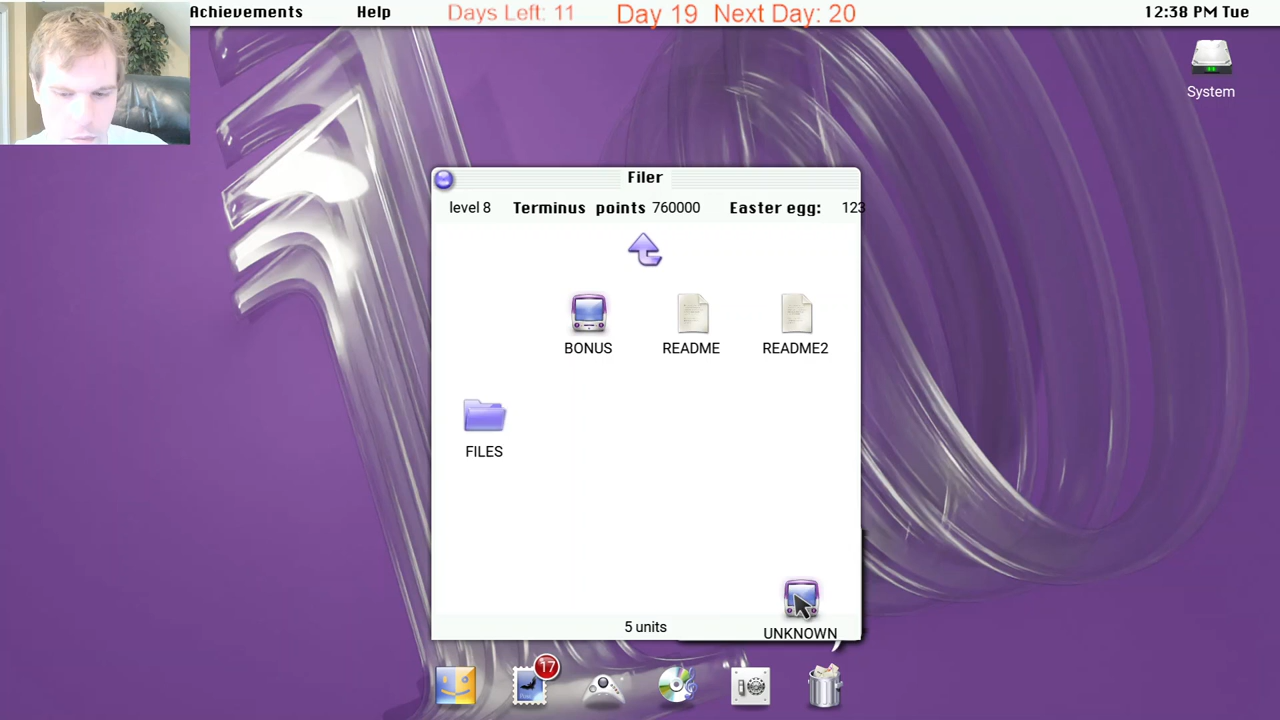 Achievements Help Days Left: 11 Day 19 Next Day: 20 12:38 PM Tue
System
Filer
level 8 Terminus points 760000 Easter egg: 123
BONUS README README2
FILES
UNKNOWN
5 units
17